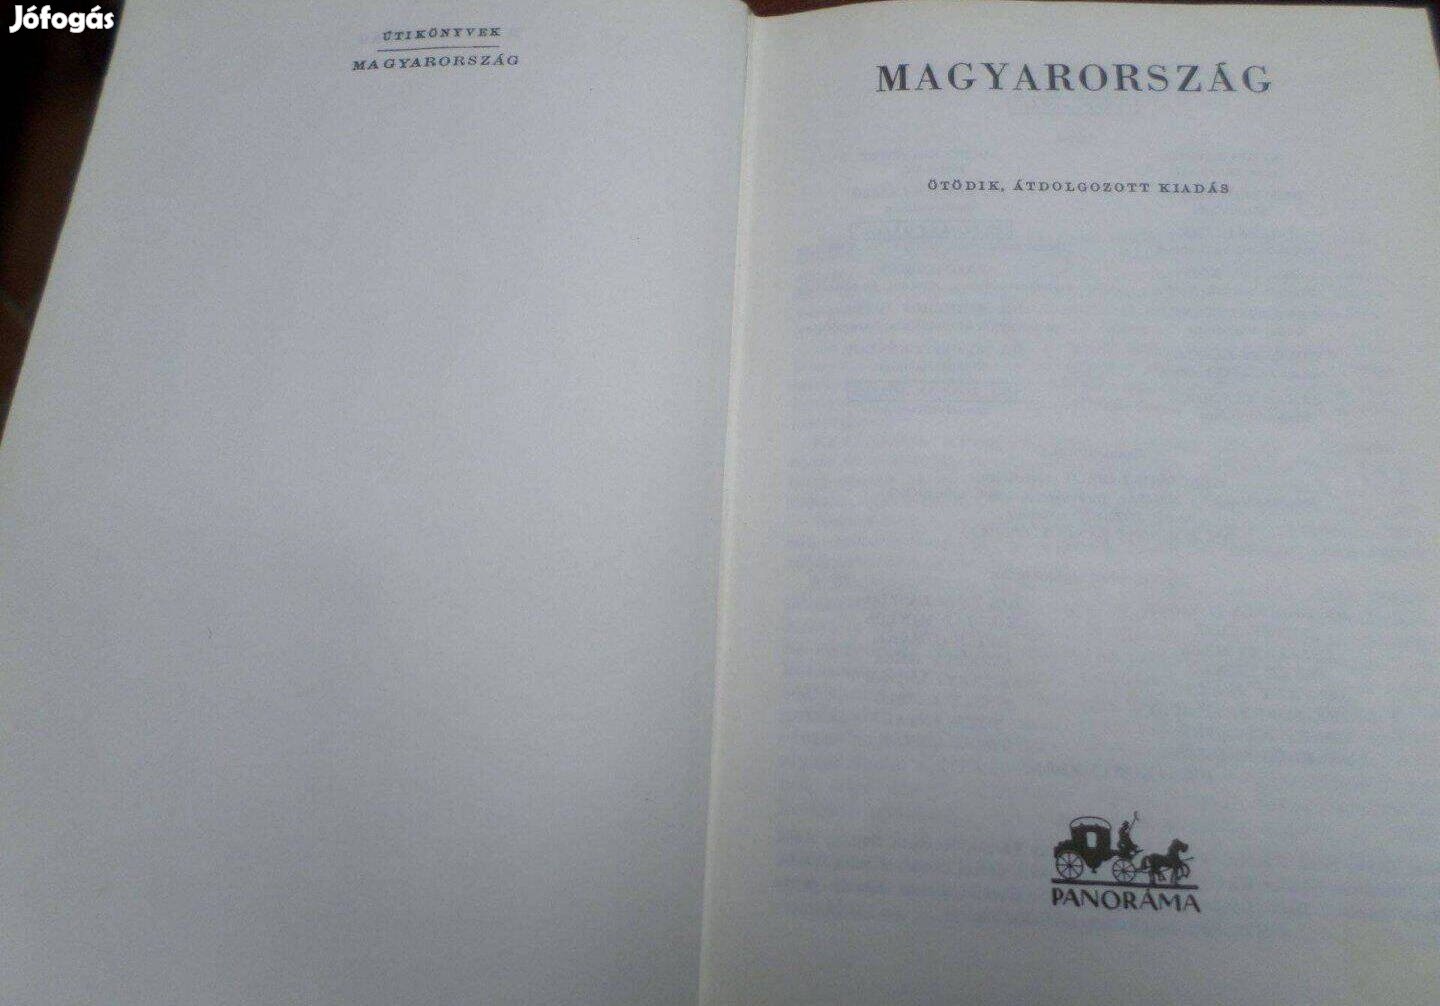 Jófogás
ÚTIKÖNYVEK
MAGYARORSZÁG
MAGYARORSZÁG
ÖTÖDIK, ÁTDOLGOZOTT KIADÁS
PANORÁMA